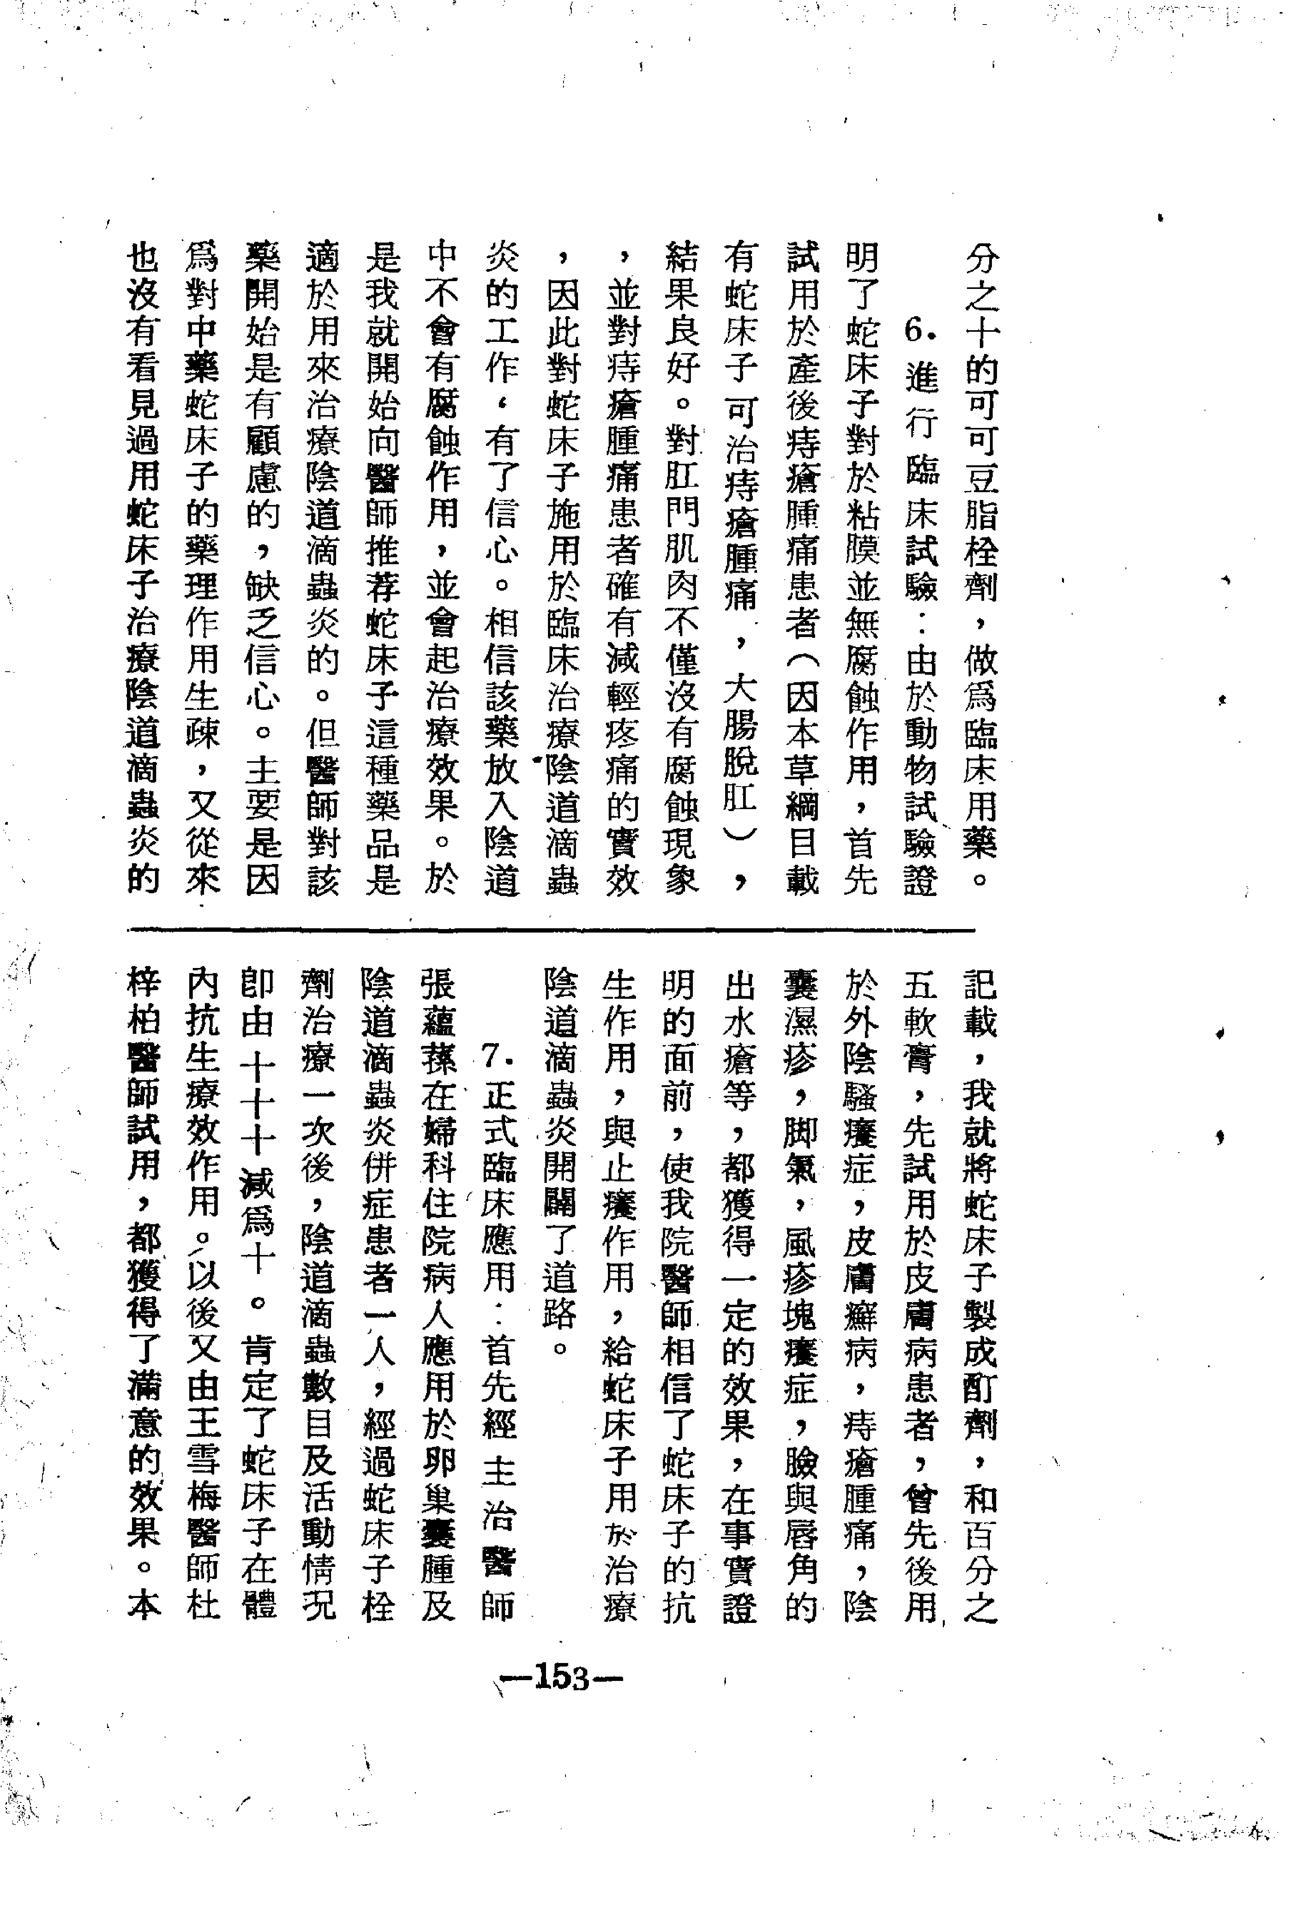 分之十的可可豆脂栓劑，做爲臨床用藥。
6.進行臨床試驗：由於動物試驗證
明了蛇床子對於粘膜並無腐蝕作用，首先
試用於產後痔瘡腫痛患者（因本草綱目載
有蛇床子可治痔瘡腫痛，大腸脫肛），
結果良好。對肛門肌肉不僅沒有腐蝕現象
，並對痔瘡腫痛患者確有減輕疼痛的實效
，因此對蛇床子施用於臨床治療陰道滴蟲
炎的工作，有了信心。相信該藥放入陰道
中不會有腐蝕作用，並會起治療效果。於
是我就開始向醫師推荐蛇床子這種藥品是
適於用來治療陰道滴蟲炎的。但醫師對該
藥開始是有顧慮的，缺乏信心。主要是因
爲對中藥蛇床子的藥理作用生疎，又從來
也沒有看見過用蛇床子治療陰道滴蟲炎的
記載，我就將蛇床子製成酊劑，和百分之
五軟膏，先試用於皮膚病患者，曾先後用
於外陰騷癢症，皮膚癬病，痔瘡腫痛，陰
囊濕疹，脚氣，風疹塊癢症，臉與唇角的
出水瘡等，都獲得一定的效果，在事實證
明的面前，使我院醫師相信了蛇床子的抗
生作用，與止癢作用，給蛇床子用於治療
陰道滴蟲炎開闢了道路。
7.正式臨床應用：首先經主治醫師
張蘊蓀在婦科住院病人應用於卵巢囊腫及
陰道滴蟲炎併症患者一人，經過蛇床子栓
劑治療一次後，陰道滴蟲數目及活動情況
卽由十十十減爲十。肯定了蛇床子在體
內抗生療效作用。以後又由王雪梅醫師杜
梓柏醫師試用，都獲得了滿意的效果。本
—153—